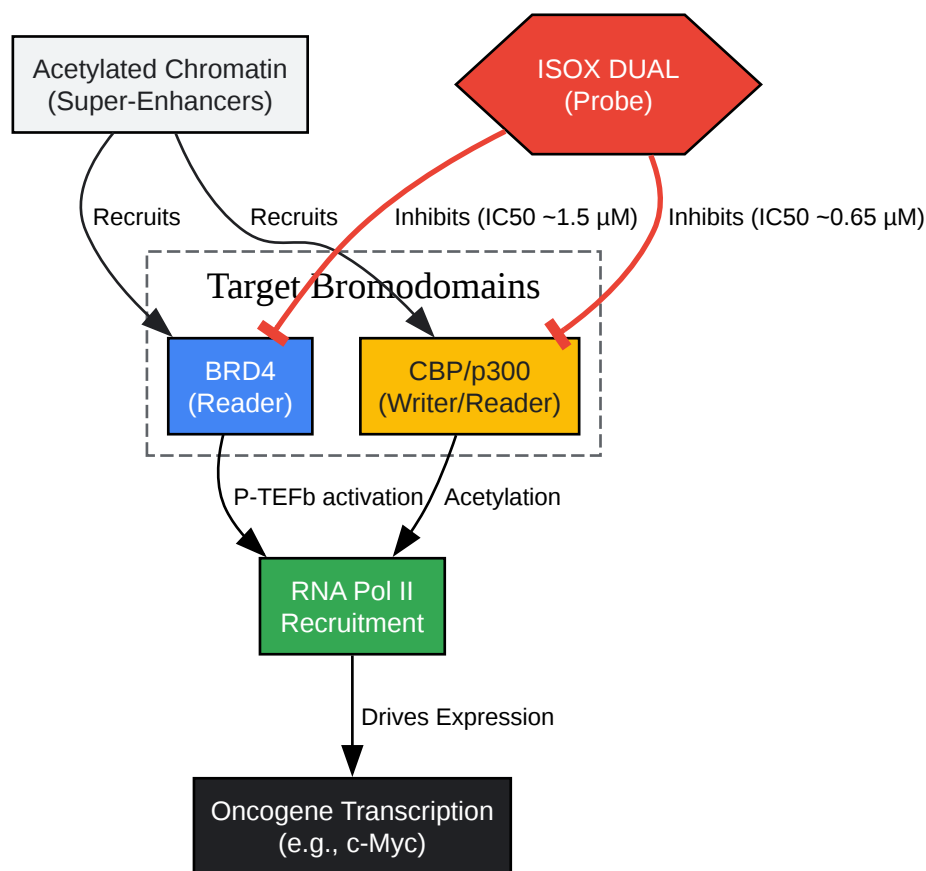 Acetylated Chromatin
(Super-Enhancers)
ISOX DUAL
(Probe)
Recruits
Recruits
Inhibits (IC50 ~1.5 µM)
Inhibits (IC50 ~0.65 µM)
Target Bromodomains
BRD4
(Reader)
CBP/p300
(Writer/Reader)
P-TEFb activation
Acetylation
RNA Pol II
Recruitment
Drives Expression
Oncogene Transcription
(e.g., c-Myc)